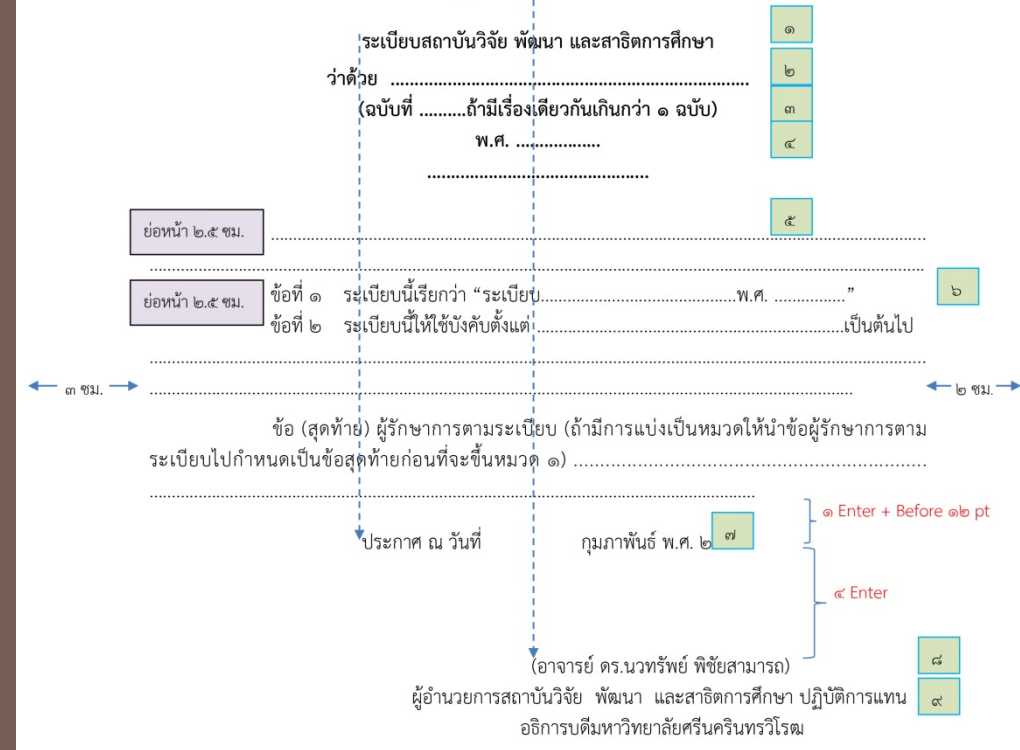 ระเบียบสถาบันวิจัย พัฒนา และสาธิตการศึกษา ๑
ว่าด้วย ........................................................................ ๒
(ฉบับที่ ..........ถ้ามีเรื่องเดียวกันเกินกว่า ๑ ฉบับ) ๓
พ.ศ. .................. ๔
...............................................
ย่อหน้า ๒.๕ ซม. ........................................ ๕
........................................
ย่อหน้า ๒.๕ ซม. ข้อที่ ๑ ระเบียบนี้เรียกว่า “ระเบียบ..........................................พ.ศ. ...............” ๖
ข้อที่ ๒ ระเบียบนี้ให้ใช้บังคับตั้งแต่ ..................................................................เป็นต้นไป
........................................
๓ ซม. ........................................ ๒ ซม.
ข้อ (สุดท้าย) ผู้รักษาการตามระเบียบ (ถ้ามีการแบ่งเป็นหมวดให้นำข้อผู้รักษาการตาม
ระเบียบไปกำหนดเป็นข้อสุดท้ายก่อนที่จะขึ้นหมวด ๑) ..................................................................
........................................
๑ Enter + Before ๑๒ pt
ประกาศ ณ วันที่ กุมภาพันธ์ พ.ศ. ๒ ๗
๔ Enter
(อาจารย์ ดร.นวทรัพย์ พิชัยสามารถ) ๘
ผู้อำนวยการสถาบันวิจัย พัฒนา และสาธิตการศึกษา ปฏิบัติการแทน ๙
อธิการบดีมหาวิทยาลัยศรีนครินทรวิโรฒ